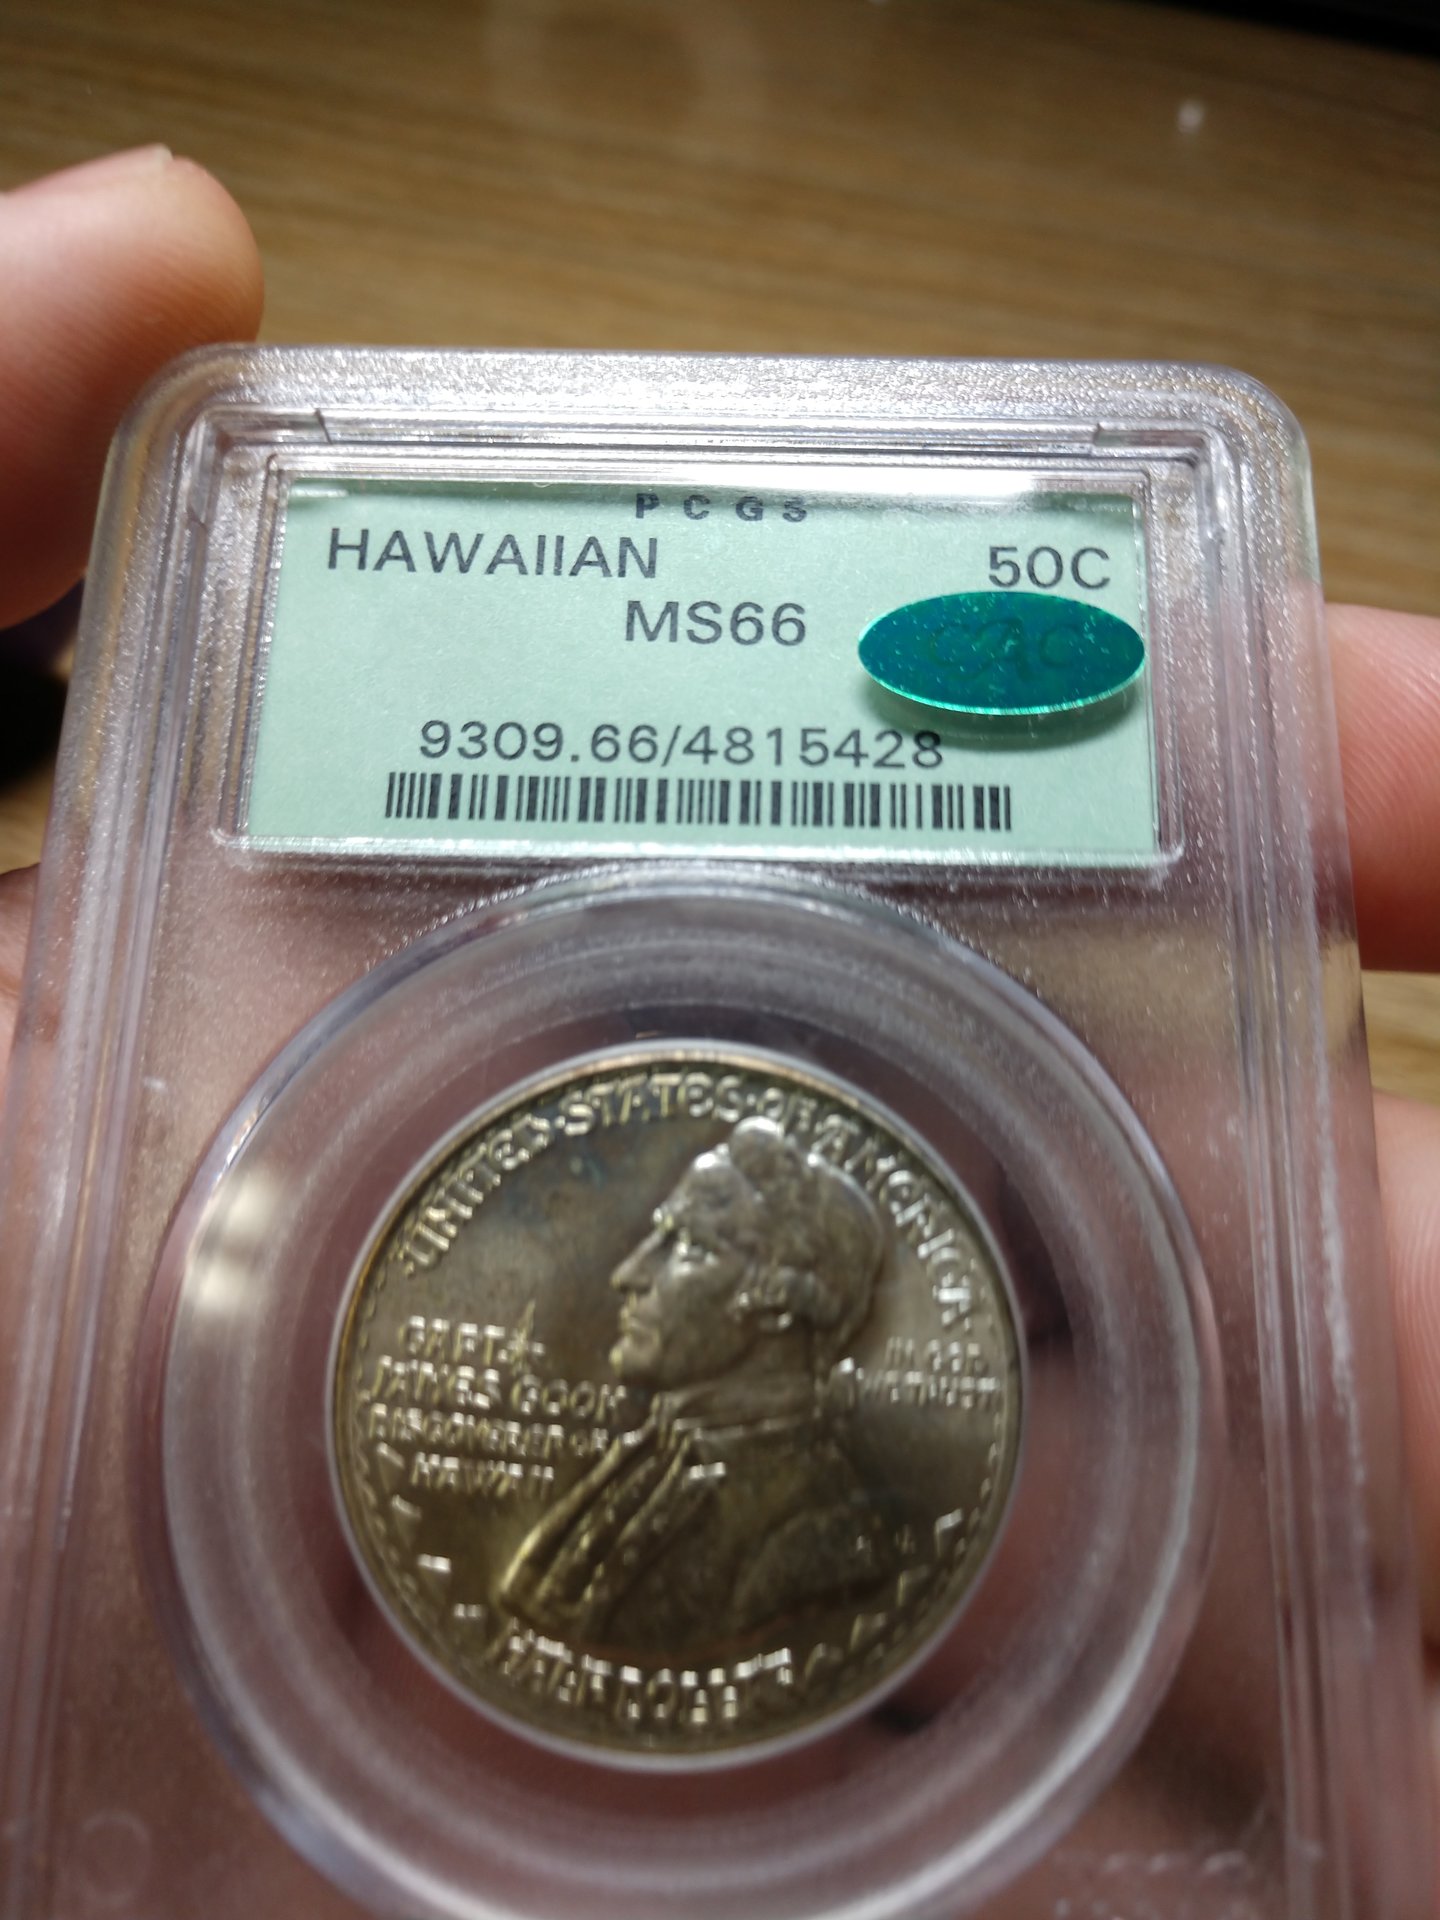 PCGS
HAWAIIAN 50C
MS66
CAC
9309.66/4815428
UNITED·STATES·OF·AMERICA·
CAPT.
JAMES COOK
DISCOVERER OF
HAWAII
IN GOD
WE TRUST
HALF DOLLAR